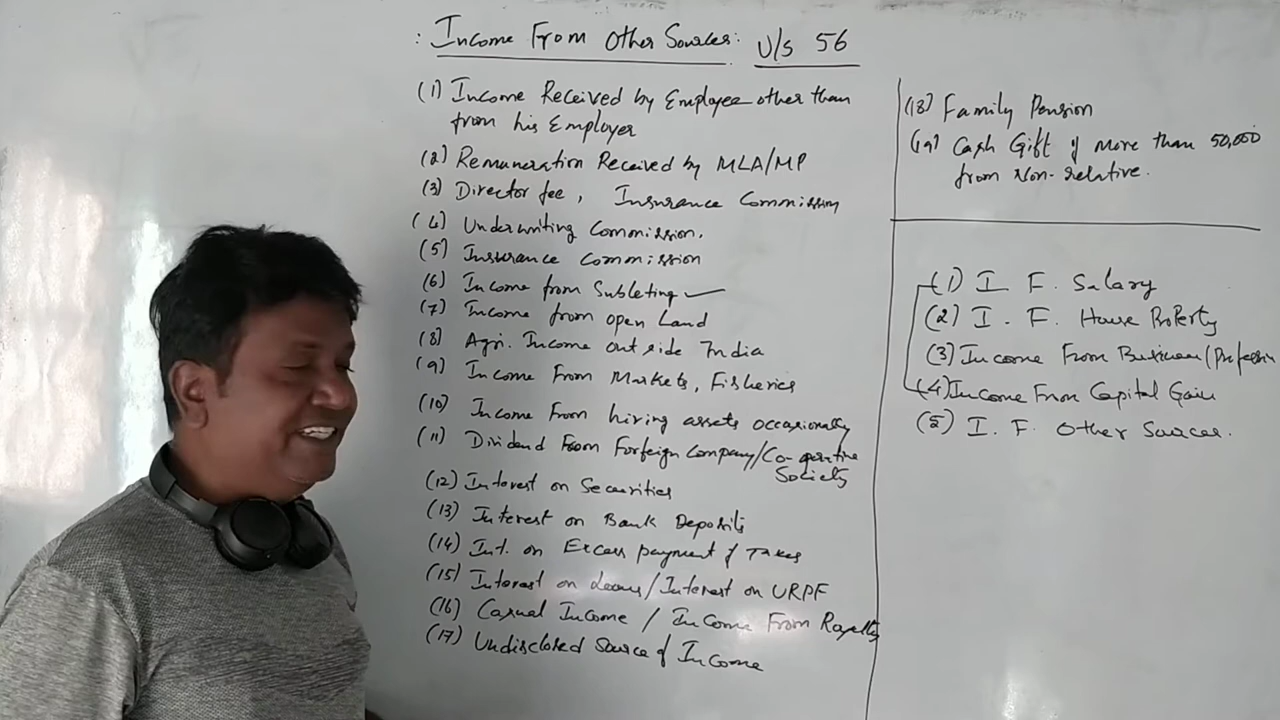 : Income From Other Sources: U/s 56
(1) Income Received by Employee other than
from his Employer
(2) Remuneration Received by MLA/MP
(3) Director fee, Insurance Commission
(4) Underwriting Commission.
(5) Insurance Commission
(6) Income from Subleting
(7) Income from open Land
(8) Agri. Income out side India
(9) Income From Markets, Fisheries
(10) Income From hiring assets occasionally
(11) Dividend From Forfeign Company/Co-operative
Society
(12) Interest on Securities
(13) Interest on Bank Deposits
(14) Int. on Excess payment of Taxes
(15) Interest on Loans/Interest on URPF
(16) Casual Income / Income From Royalty
(17) Undisclosed Source of Income
(18) Family Pension
(19) Cash Gift if more than 50,000
from Non-relative.
(1) I F. Salary
(2) I. F. House Property
(3) Income From Business/Profession
(4) Income From Capital Gain
(5) I. F. Other Sources.